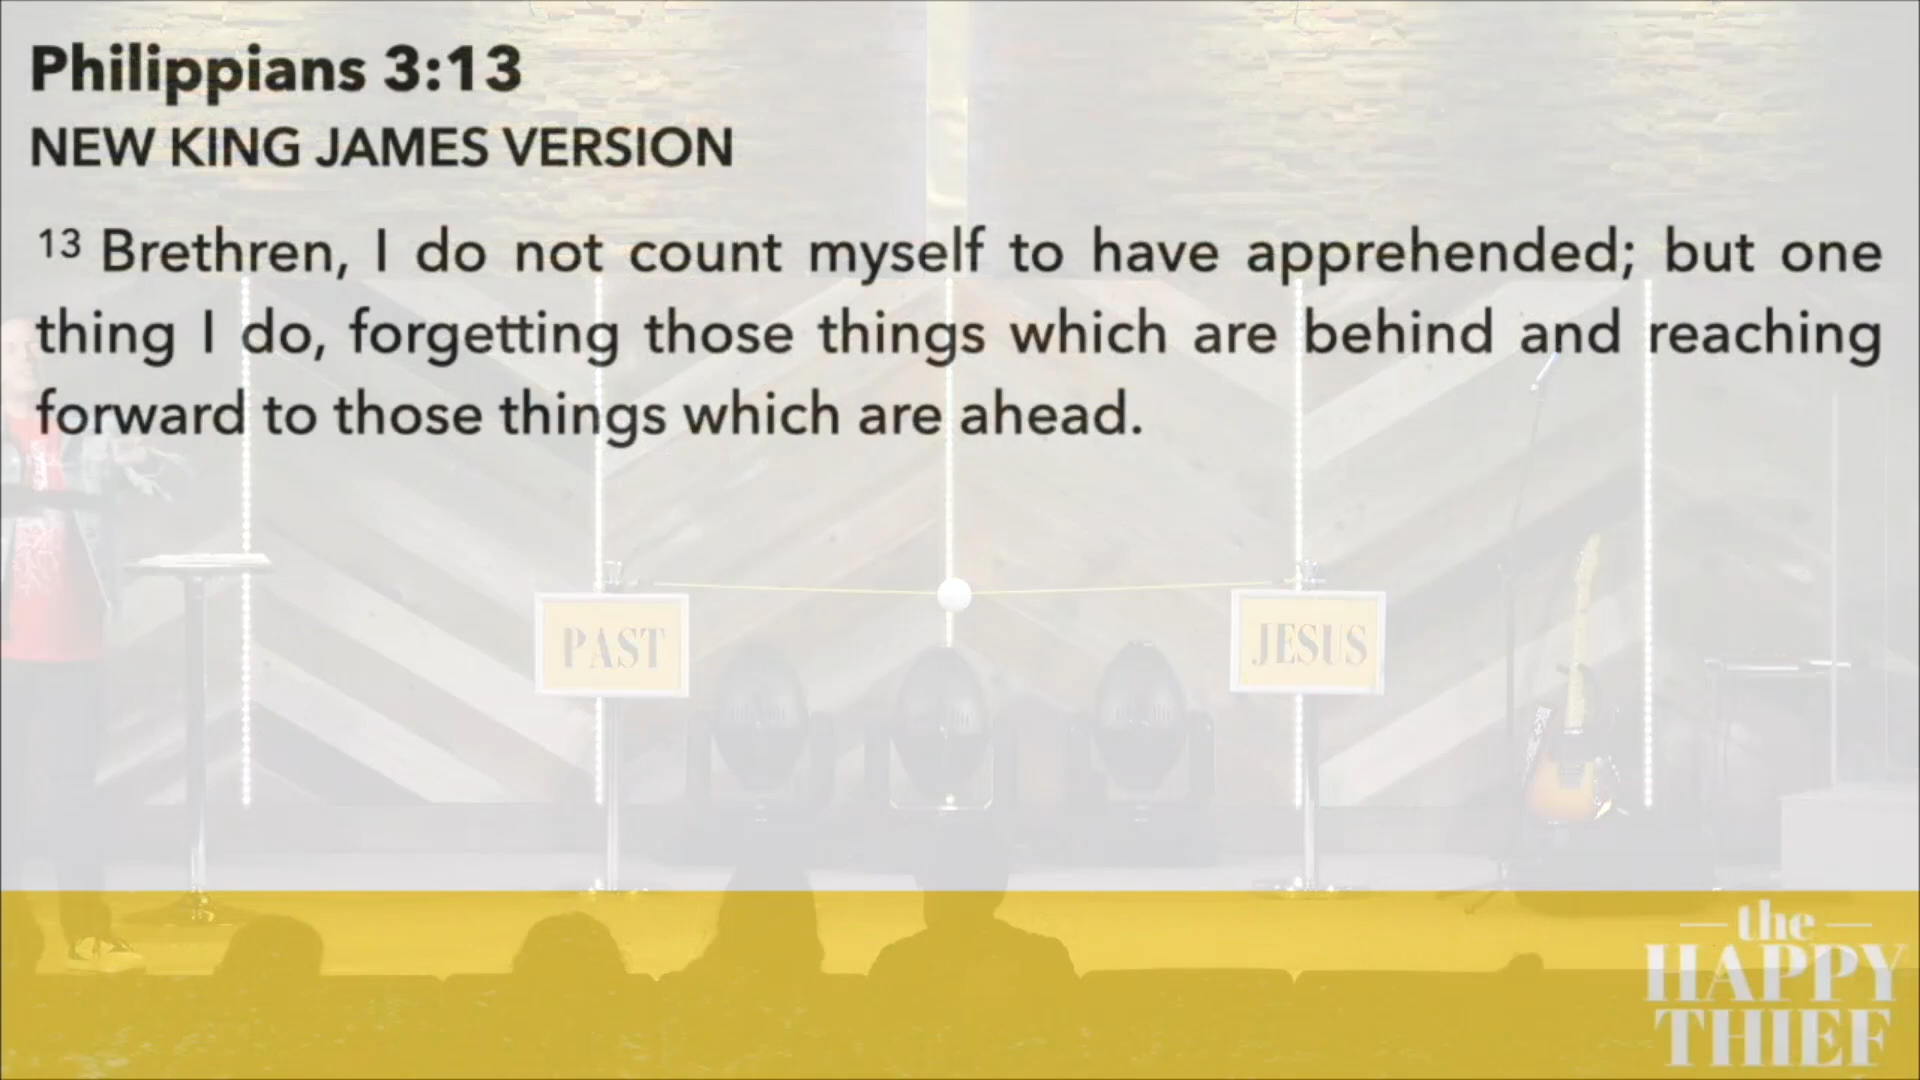 Philippians 3:13
NEW KING JAMES VERSION
13 Brethren, I do not count myself to have apprehended; but one
thing I do, forgetting those things which are behind and reaching
forward to those things which are ahead.
PAST
JESUS
the
HAPPY
THIEF